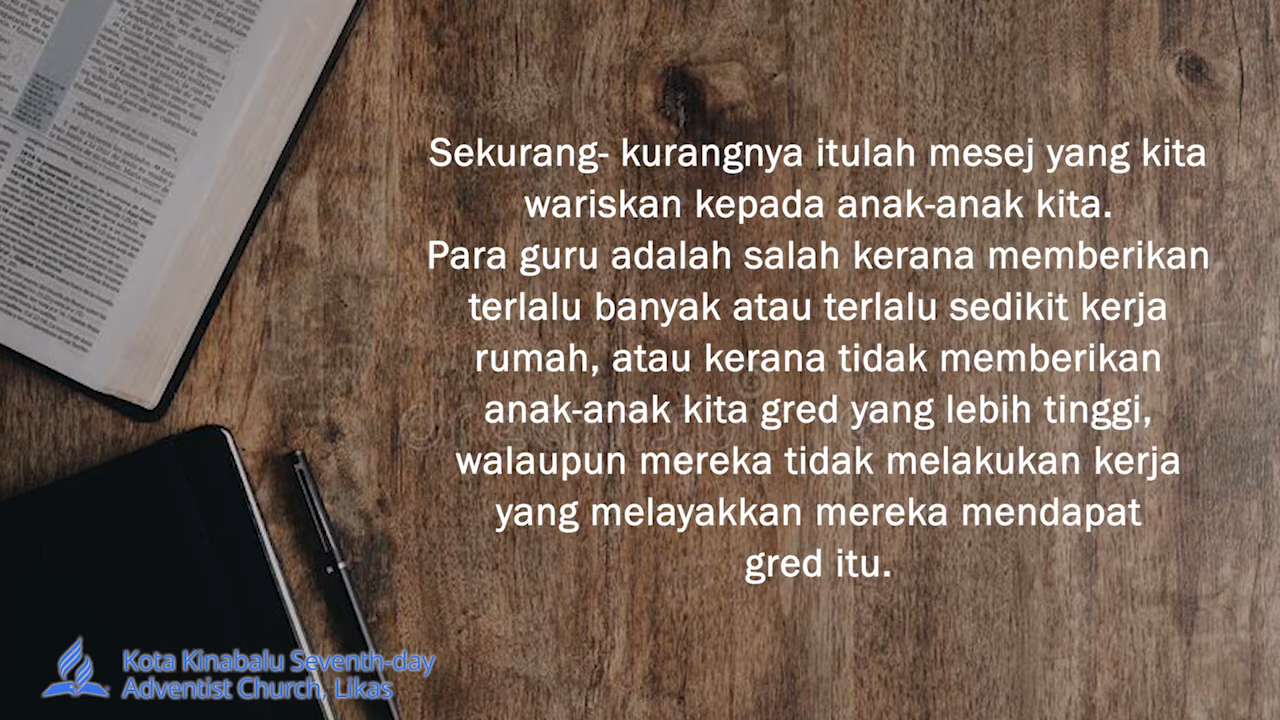 Sekurang- kurangnya itulah mesej yang kita
wariskan kepada anak-anak kita.
Para guru adalah salah kerana memberikan
terlalu banyak atau terlalu sedikit kerja
rumah, atau kerana tidak memberikan
anak-anak kita gred yang lebih tinggi,
walaupun mereka tidak melakukan kerja
yang melayakkan mereka mendapat
gred itu.
Kota Kinabalu Seventh-day
Adventist Church, Likas